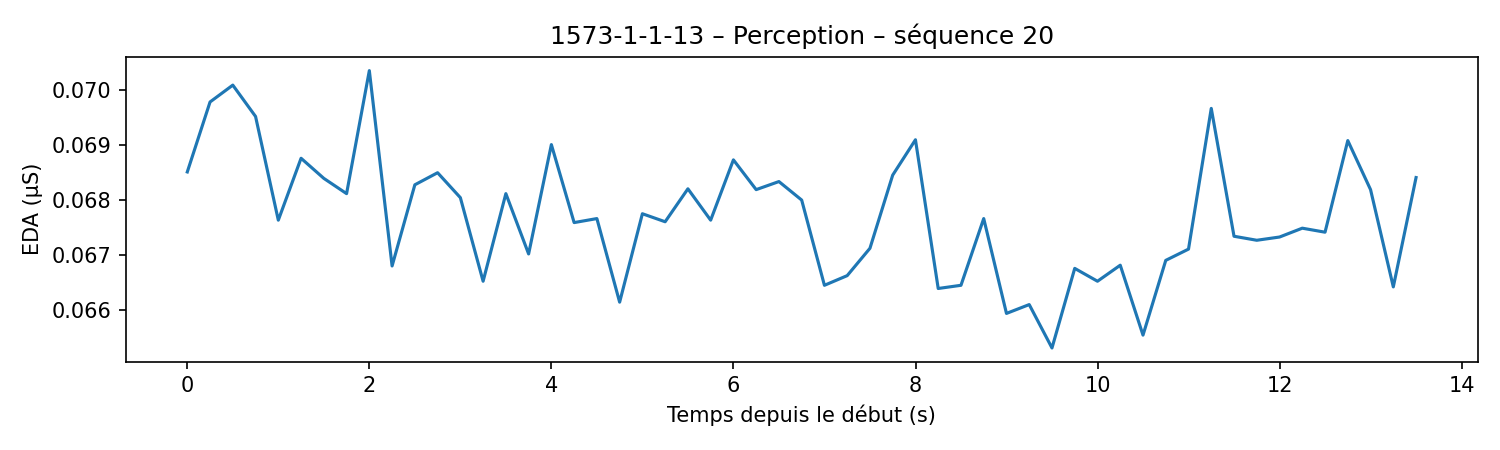 1573-1-1-13 – Perception – séquence 20
EDA (µS)
0.070
0.069
0.068
0.067
0.066
0 2 4 6 8 10 12 14
Temps depuis le début (s)